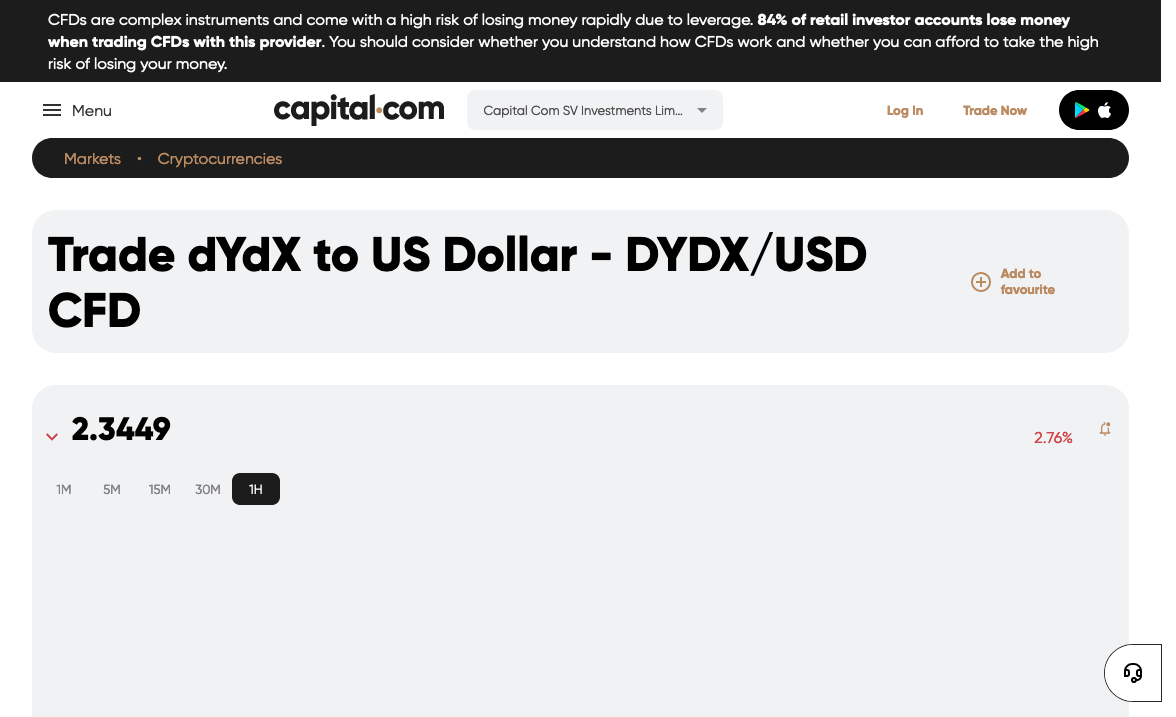 CFDs are complex instruments and come with a high risk of losing money rapidly due to leverage. 84% of retail investor accounts lose money
when trading CFDs with this provider. You should consider whether you understand how CFDs work and whether you can afford to take the high
risk of losing your money.
Menu
capital.com
Capital Com SV Investments Lim...
Log In
Trade Now
Markets • Cryptocurrencies
Trade dYdX to US Dollar - DYDX/USD
CFD
Add to
favourite
2.3449
2.76%
1M 5M 15M 30M 1H